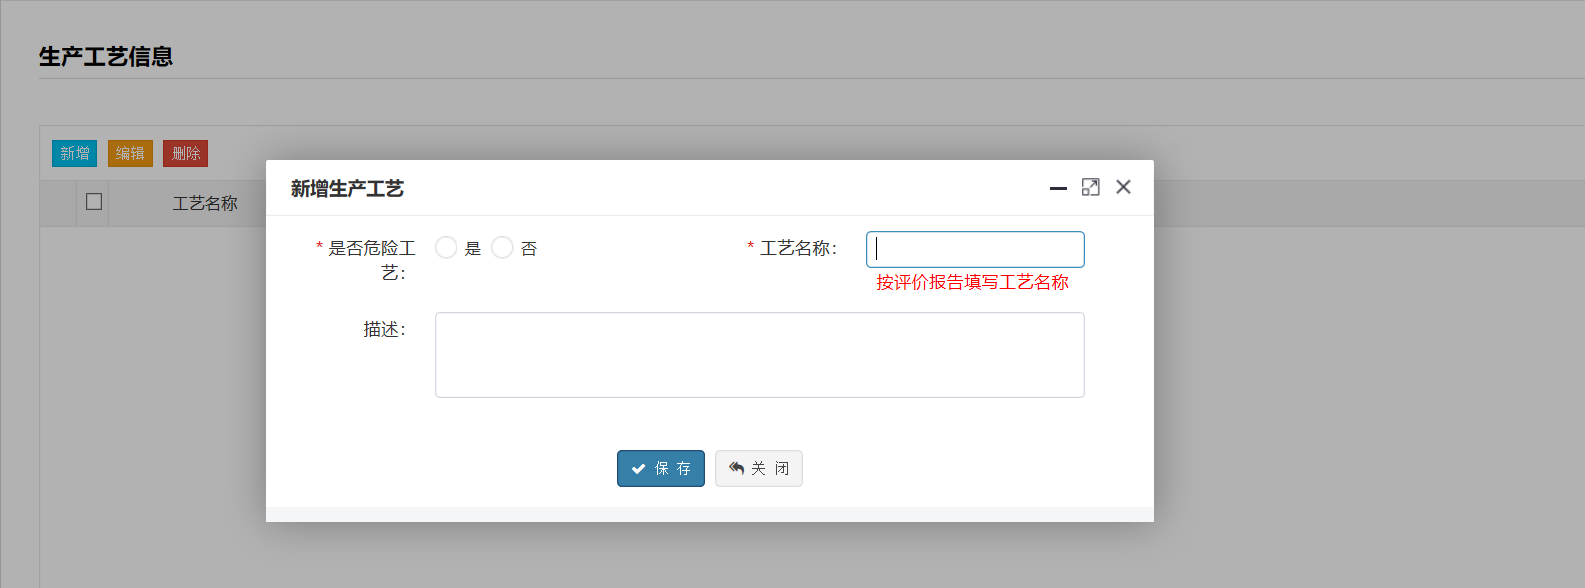 生产工艺信息
新增 编辑 删除
工艺名称
新增生产工艺
* 是否危险工艺： 是 否
* 工艺名称：
按评价报告填写工艺名称
描述：
保 存 关 闭